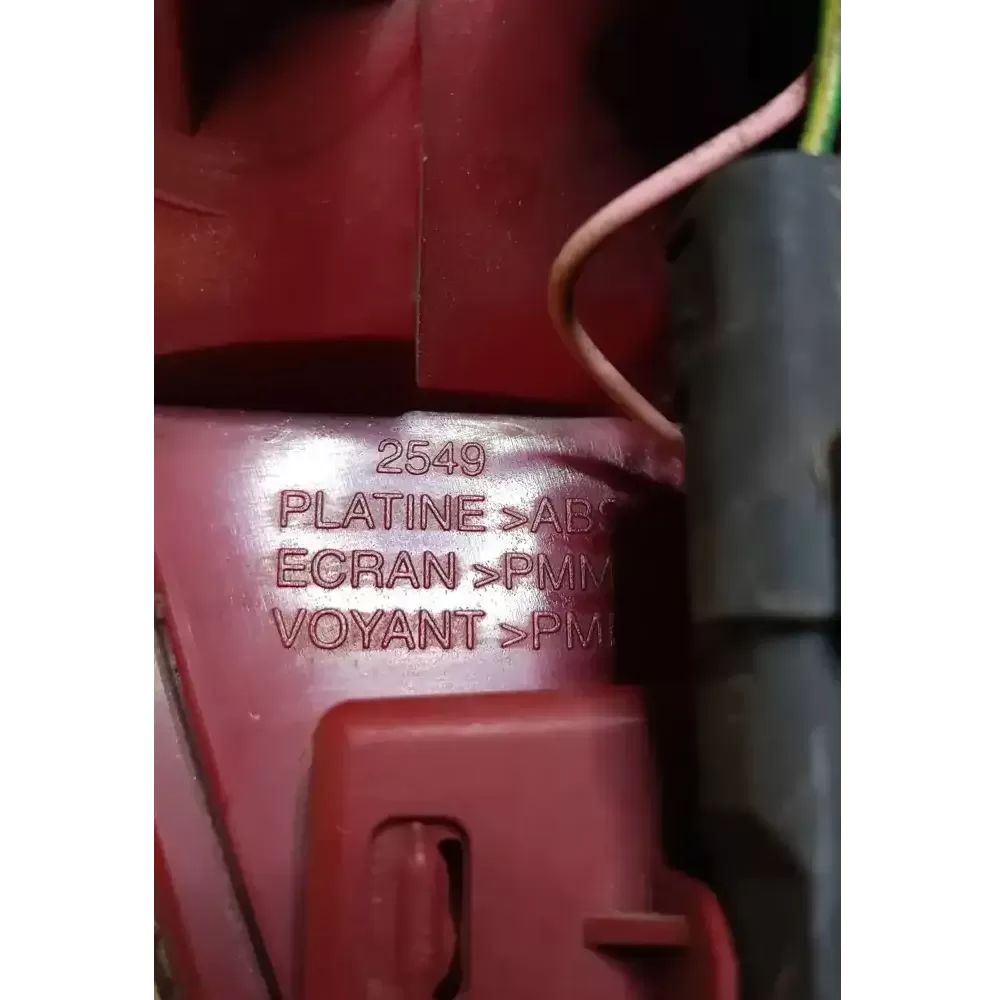 2549
PLATINE >ABS
ECRAN >PMM
VOYANT >PM